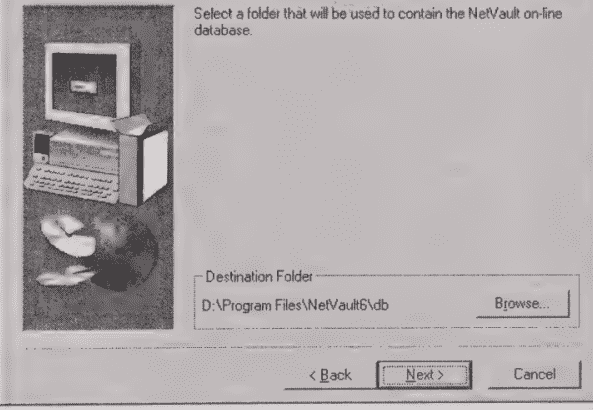 Select a folder that will be used to contain the NetVault on-line
database.
Destination Folder
D:\Program Files\NetVault6\db
Browse...
< Back
Next >
Cancel